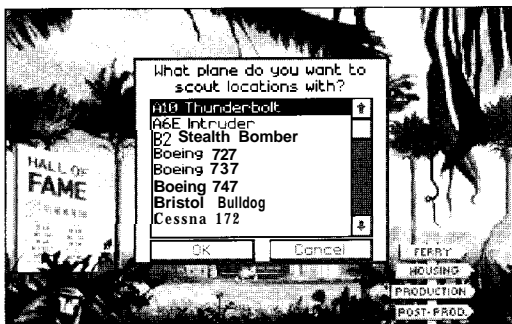 What plane do you want to
scout locations with?
A10 Thunderbolt
A6E Intruder
B2 Stealth Bomber
Boeing 727
Boeing 737
Boeing 747
Bristol Bulldog
Cessna 172
OK
Cancel
HALL OF
FAME
FERRY
HOUSING
PRODUCTION
POST-PROD.